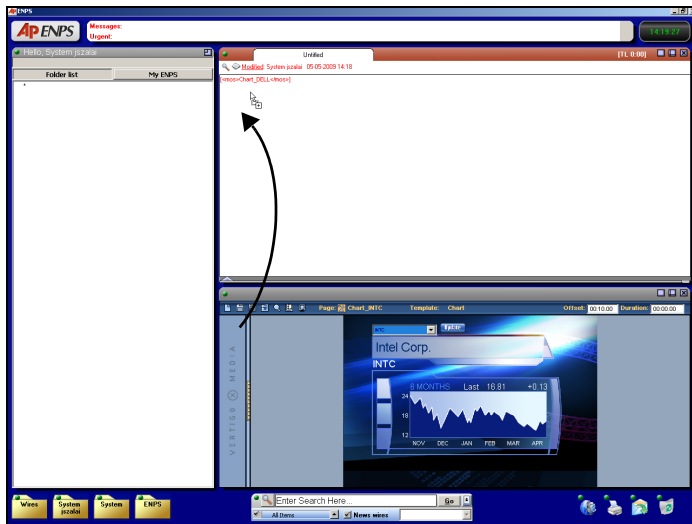 AP ENPS
AP ENPS
Messages:
Urgent:
14:19:27
Hello, System jszalai
Folder list
My ENPS
Untitled
[TL 0:00]
Modified: System jszalai 05-05-2009 14:18
[<mos>Chart_DELL</mos>]
Page: Chart_INTC
Template: Chart
Offset: 00:10.00
Duration: 00:00.00
VERTIGO MEDIA
INTC
Update
Intel Corp.
INTC
6 MONTHS Last 16.81 +0.13
24
18
12
NOV DEC JAN FEB MAR APR
Wires
System jszalai
System
ENPS
Enter Search Here...
Go
All Items
News wires